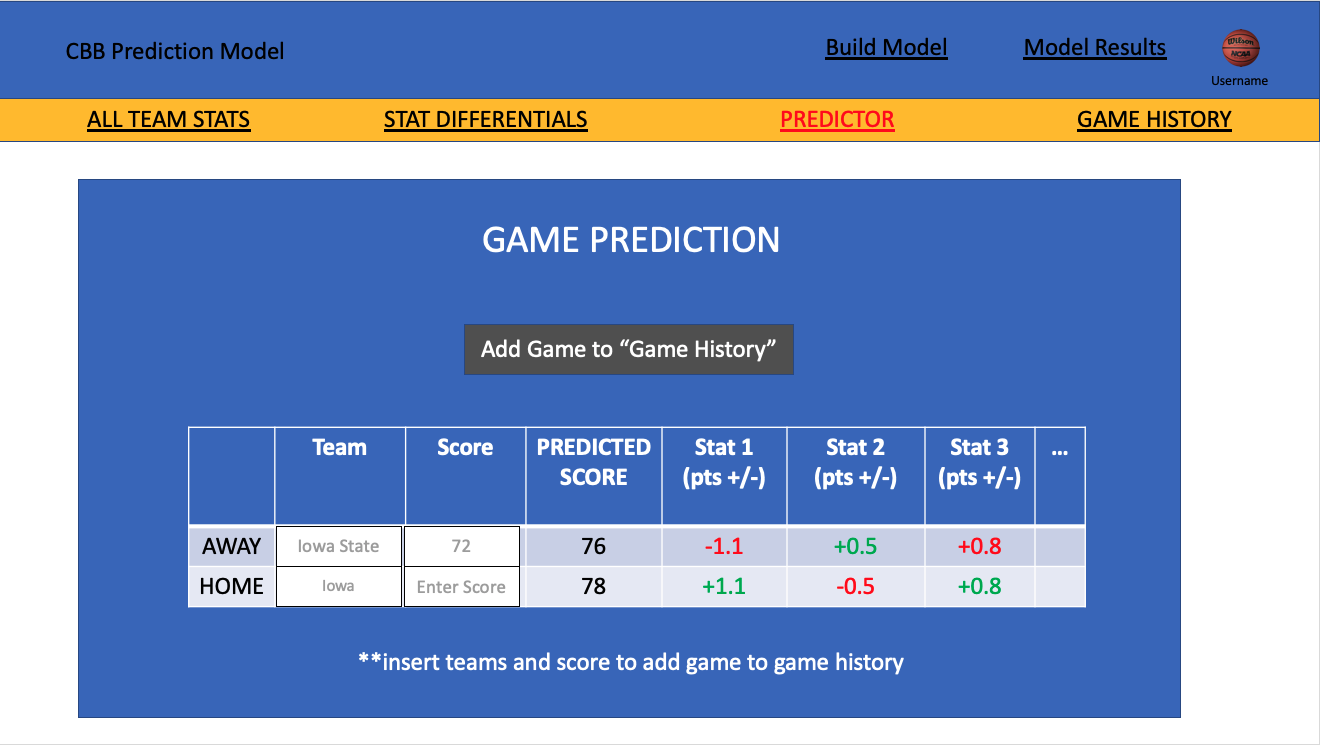 CBB Prediction Model
Build Model
Model Results
Wilson
NCAA
Username
ALL TEAM STATS
STAT DIFFERENTIALS
PREDICTOR
GAME HISTORY
GAME PREDICTION
Add Game to “Game History”
Team Score PREDICTED SCORE Stat 1 (pts +/-) Stat 2 (pts +/-) Stat 3 (pts +/-) ...
AWAY Iowa State 72 76 -1.1 +0.5 +0.8
HOME Iowa Enter Score 78 +1.1 -0.5 +0.8
**insert teams and score to add game to game history